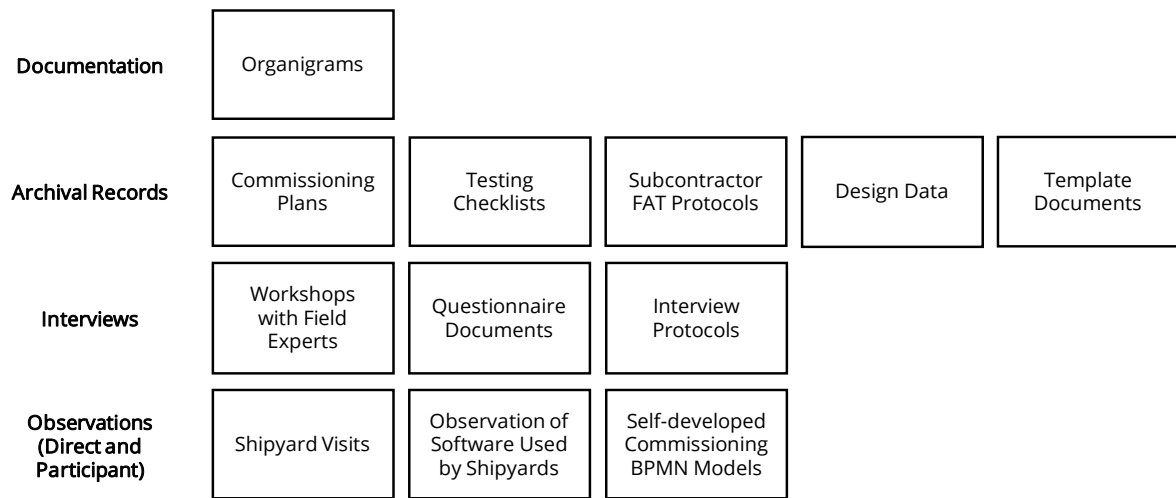 Documentation
Organigrams
Archival Records
Commissioning
Plans
Testing
Checklists
Subcontractor
FAT Protocols
Design Data
Template
Documents
Interviews
Workshops
with Field
Experts
Questionnaire
Documents
Interview
Protocols
Observations
(Direct and
Participant)
Shipyard Visits
Observation of
Software Used
by Shipyards
Self-developed
Commissioning
BPMN Models